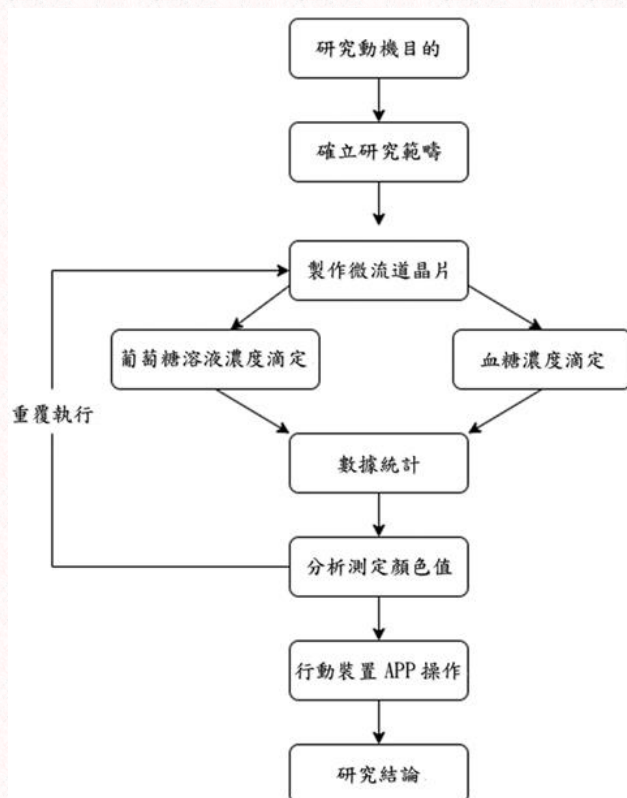 研究動機目的
確立研究範疇
製作微流道晶片
葡萄糖溶液濃度滴定
血糖濃度滴定
重覆執行
數據統計
分析測定顏色值
行動裝置 APP 操作
研究結論